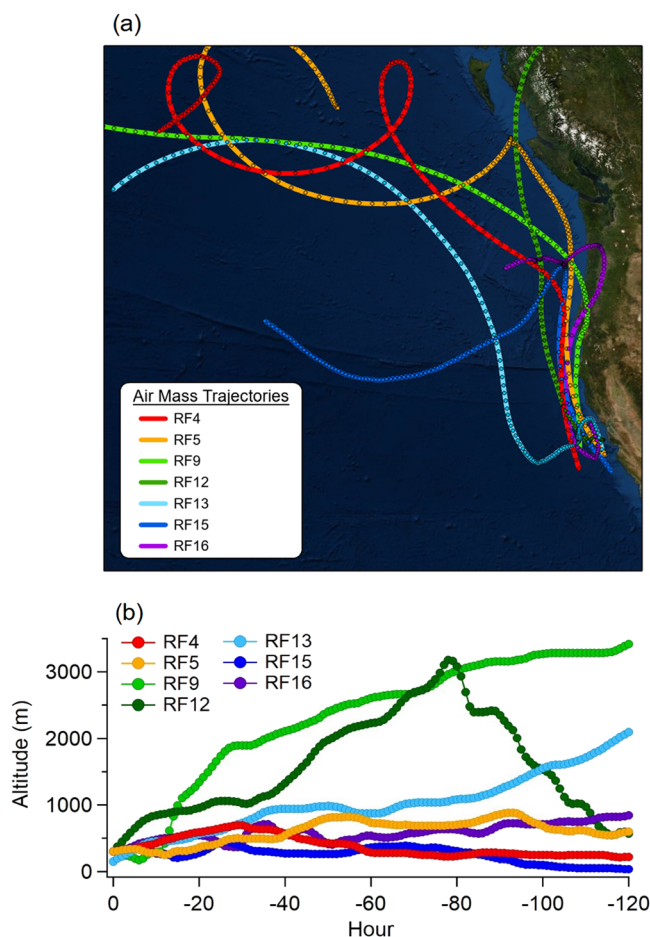 (a)
Air Mass Trajectories
RF4
RF5
RF9
RF12
RF13
RF15
RF16
(b)
RF4
RF5
RF9
RF12
RF13
RF15
RF16
Altitude (m)
3000
2000
1000
0
0 -20 -40 -60 -80 -100 -120
Hour